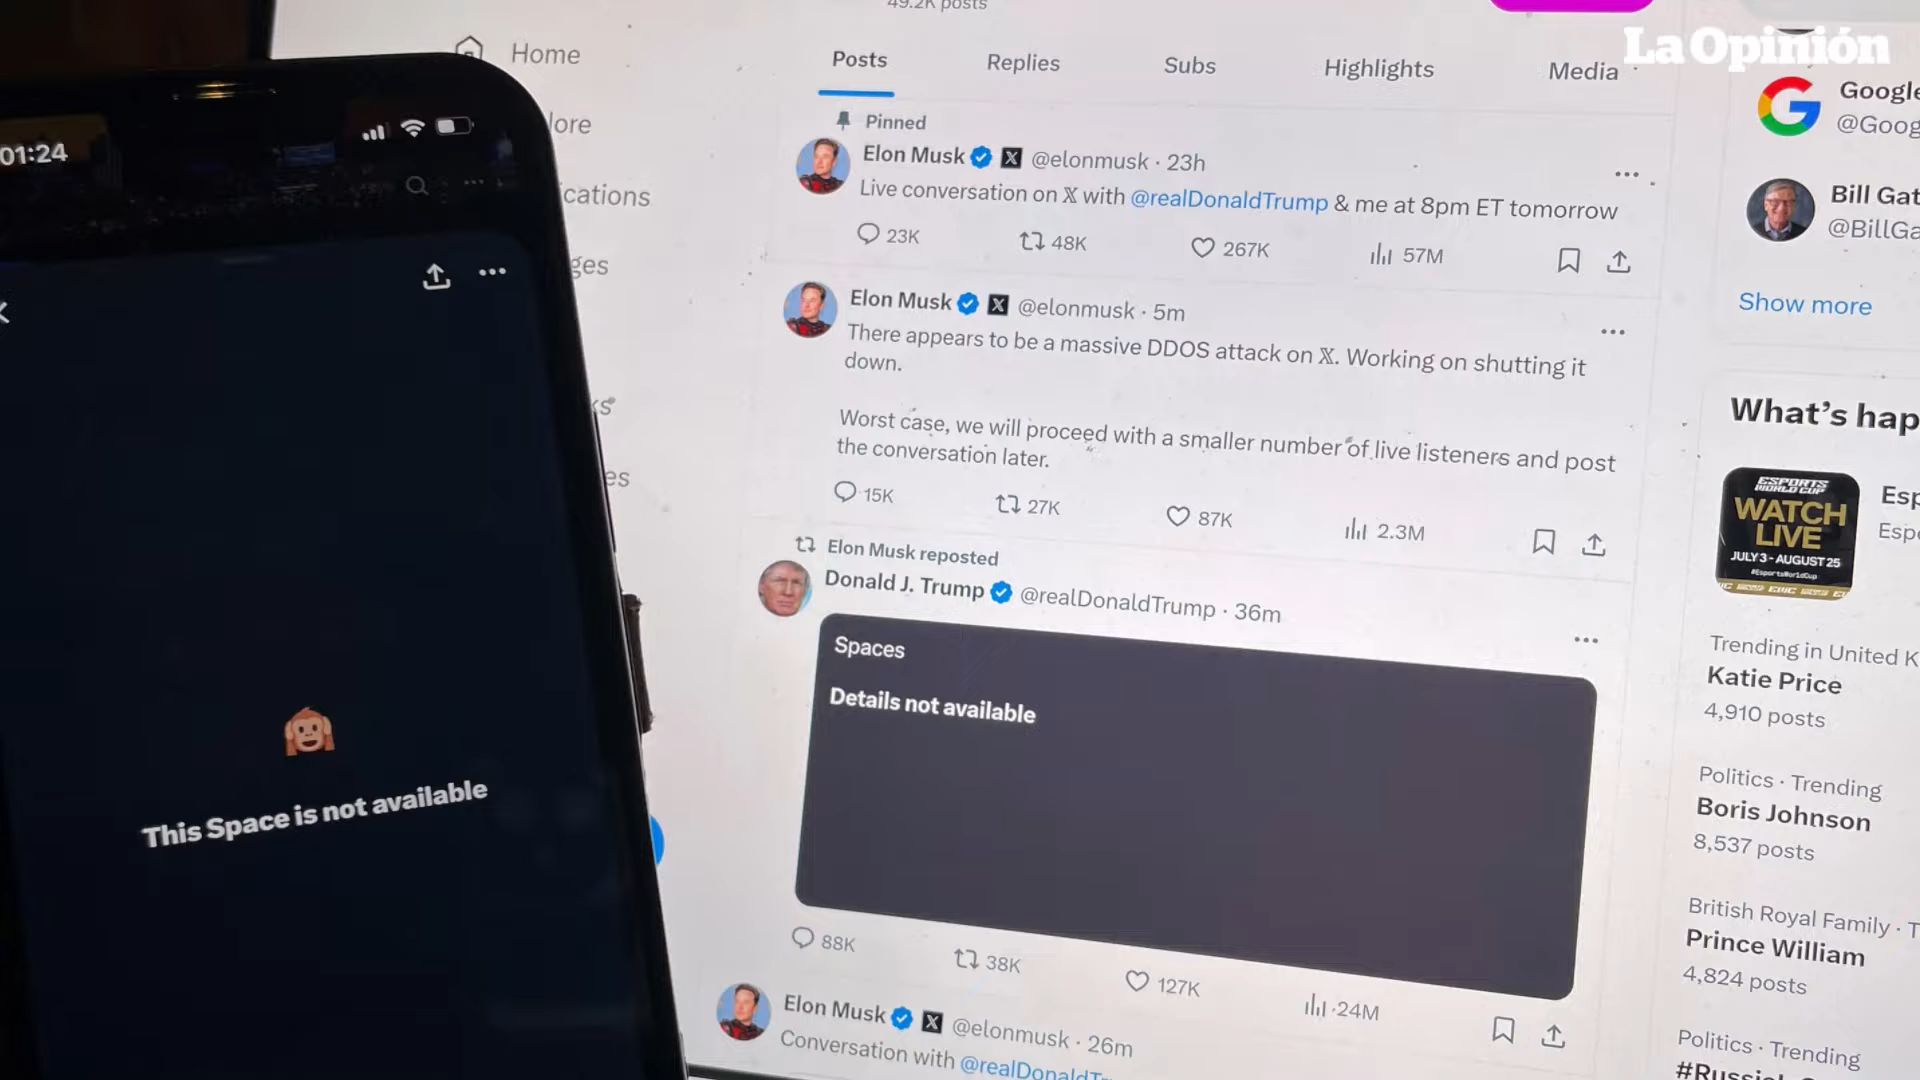 01:24
This Space is not available
Home
lore
cations
ges
ks
es
49.2K posts
Posts
Replies
Subs
Highlights
Media
Pinned
Elon Musk @elonmusk · 23h
Live conversation on 𝕏 with @realDonaldTrump & me at 8pm ET tomorrow
23K
48K
267K
57M
Elon Musk @elonmusk · 5m
There appears to be a massive DDOS attack on 𝕏. Working on shutting it
down.
Worst case, we will proceed with a smaller number of live listeners and post
the conversation later.
15K
27K
87K
2.3M
Elon Musk reposted
Donald J. Trump @realDonaldTrump · 36m
Spaces
Details not available
88K
38K
127K
24M
Elon Musk @elonmusk · 26m
Conversation with @realDonaldTr
La Opinión
Google
@Goog
Bill Gat
@BillGa
Show more
What's hap
ESPORTS
WORLD CUP
WATCH
LIVE
JULY 3 - AUGUST 25
#EsportsWorldCup
Esp
Espo
Trending in United K
Katie Price
4,910 posts
Politics · Trending
Boris Johnson
8,537 posts
British Royal Family · T
Prince William
4,824 posts
Politics · Trending